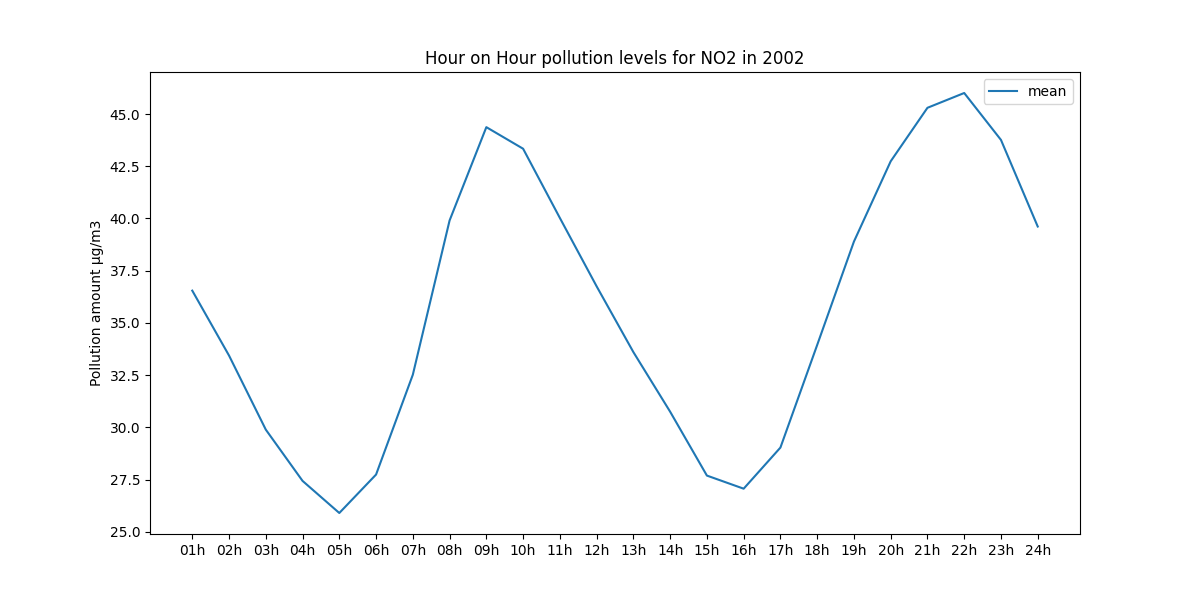 Hour on Hour pollution levels for NO2 in 2002
mean
Pollution amount µg/m3
45.0
42.5
40.0
37.5
35.0
32.5
30.0
27.5
25.0
01h 02h 03h 04h 05h 06h 07h 08h 09h 10h 11h 12h 13h 14h 15h 16h 17h 18h 19h 20h 21h 22h 23h 24h